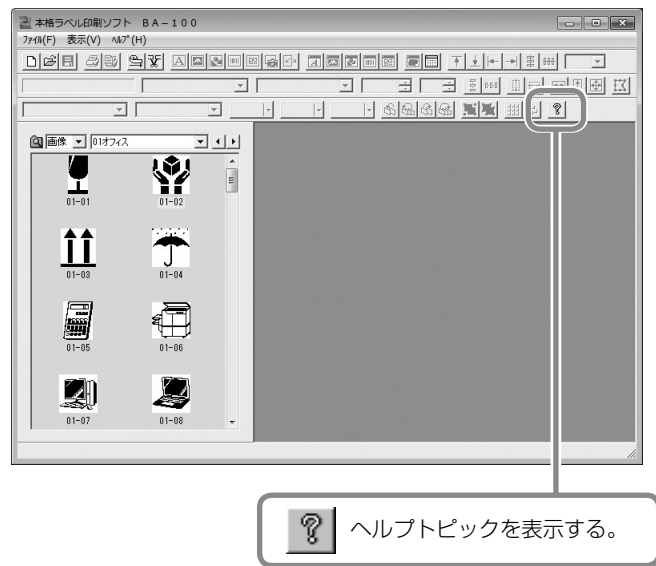 本格ラベル印刷ソフト BA-100
ファイル(F) 表示(V) ヘルプ(H)
画像 01オフィス
01-01 01-02
01-03 01-04
01-05 01-06
01-07 01-08
ヘルプトピックを表示する。